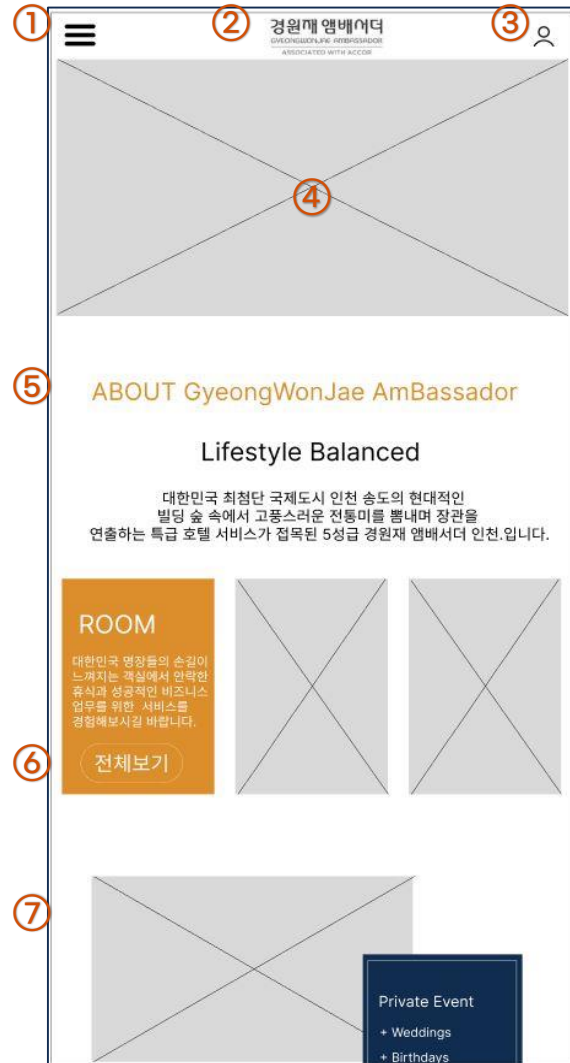 ①
②
경원재 앰배서더
GYEONGWONJAE AMBASSADOR
ASSOCIATED WITH ACCOR
③
④
⑤
ABOUT GyeongWonJae AmBassador
Lifestyle Balanced
대한민국 최첨단 국제도시 인천 송도의 현대적인
빌딩 숲 속에서 고풍스러운 전통미를 뽐내며 장관을
연출하는 특급 호텔 서비스가 접목된 5성급 경원재 앰배서더 인천.입니다.
ROOM
대한민국 명장들의 손길이
느껴지는 객실에서 안락한
휴식과 성공적인 비즈니스
업무를 위한 서비스를
경험해보시길 바랍니다.
⑥
전체보기
⑦
Private Event
+ Weddings
+ Birthdays